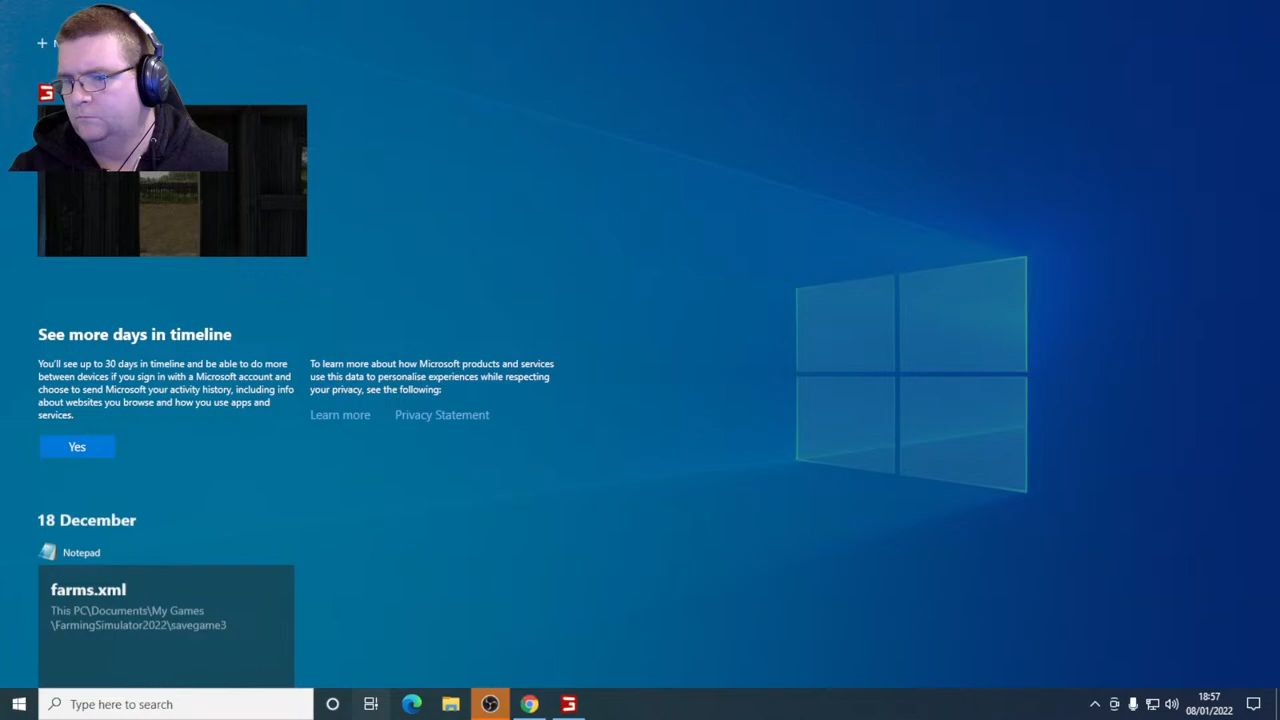 See more days in timeline
You'll see up to 30 days in timeline and be able to do more
between devices if you sign in with a Microsoft account and
choose to send Microsoft your activity history, including info
about websites you browse and how you use apps and
services.
To learn more about how Microsoft products and services
use this data to personalise experiences while respecting
your privacy, see the following:
Learn more
Privacy Statement
Yes
18 December
Notepad
farms.xml
This PC\Documents\My Games
\FarmingSimulator2022\savegame3
Type here to search
18:57
08/01/2022